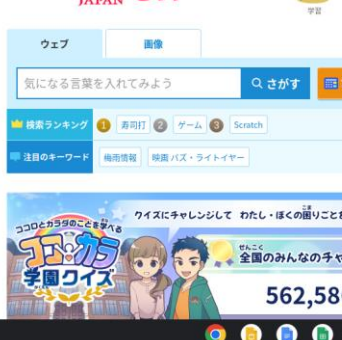 JAPAN
学習
ウェブ
画像
気になる言葉を入れてみよう
さがす
検索ランキング
1 寿司打 2 ゲーム 3 Scratch
注目のキーワード
梅雨情報
映画 バズ・ライトイヤー
クイズにチャレンジして わたし・ぼくの困りごとを
ココロとカラダのことを学べる
ココ・カラ
学園クイズ
全国のみんなのチャ
562,58